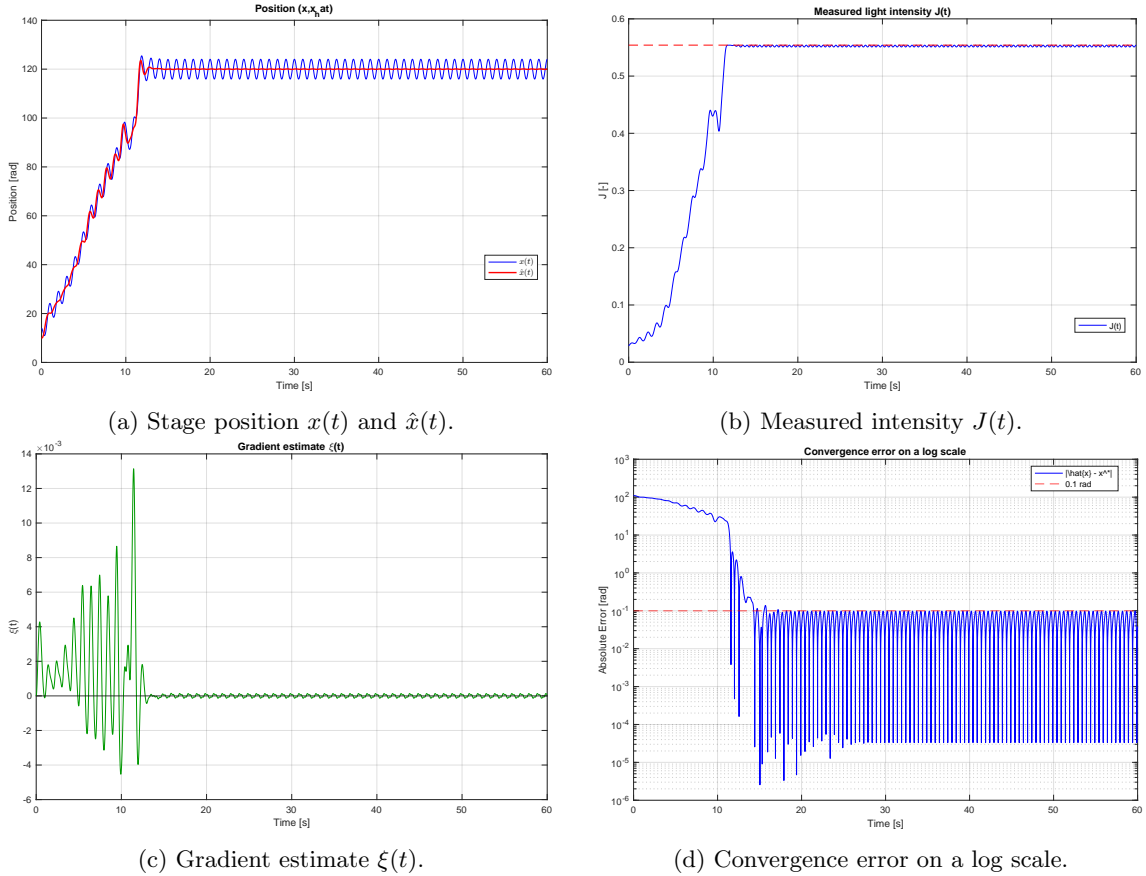 Position (x,x_hat)
140
120
100
80
60
40
20
0
Position [rad]
x(t)
x̂(t)
0 10 20 30 40 50 60
Time [s]
(a) Stage position x(t) and x̂(t).
Measured light intensity J(t)
0.6
0.5
0.4
0.3
0.2
0.1
0
J [-]
J(t)
0 10 20 30 40 50 60
Time [s]
(b) Measured intensity J(t).
Gradient estimate ξ(t)
×10⁻³
14
12
10
8
6
4
2
0
-2
-4
-6
ξ(t)
0 10 20 30 40 50 60
Time [s]
(c) Gradient estimate ξ(t).
Convergence error on a log scale
10³
10²
10¹
10⁰
10⁻¹
10⁻²
10⁻³
10⁻⁴
10⁻⁵
10⁻⁶
Absolute Error [rad]
|\hat{x} - x^*|
0.1 rad
0 10 20 30 40 50 60
Time [s]
(d) Convergence error on a log scale.